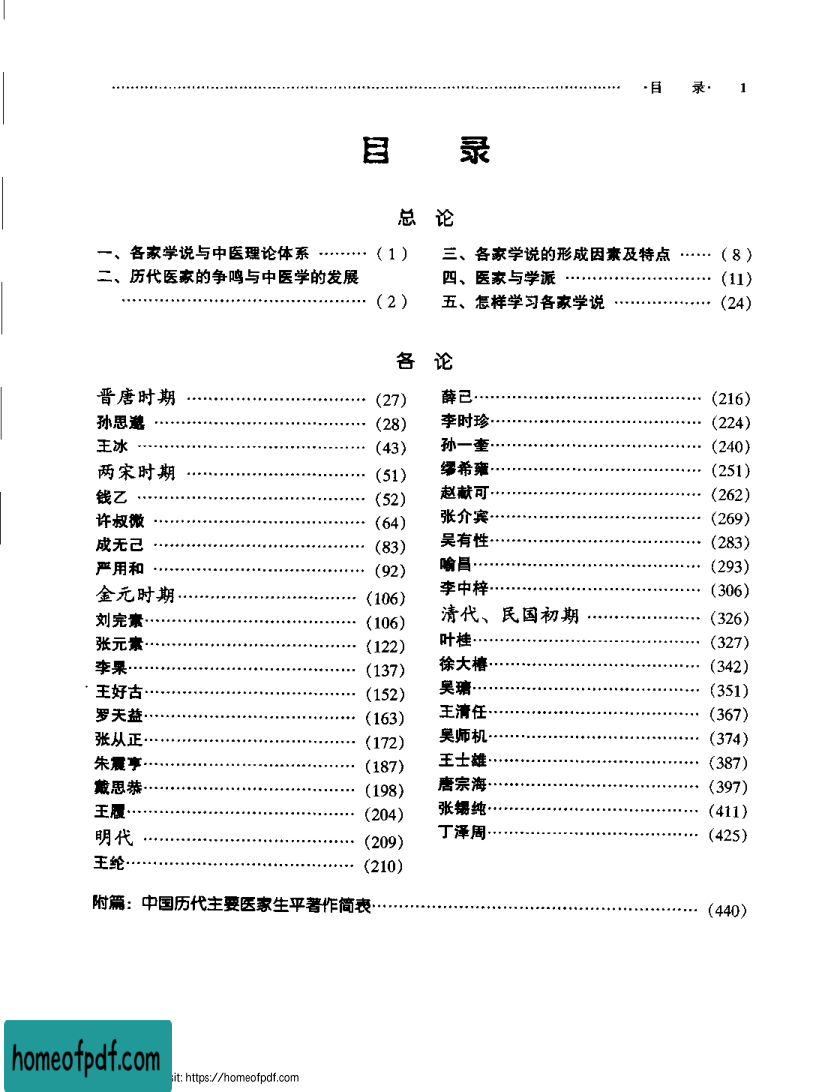 ·目 录· 1
目 录
总 论
一、各家学说与中医理论体系 ……… (1)
二、历代医家的争鸣与中医学的发展
……………………………… (2)
三、各家学说的形成因素及特点 …… (8)
四、医家与学派 ……………………… (11)
五、怎样学习各家学说 ……………… (24)
各 论
晋唐时期 …………………………… (27)
孙思邈 ……………………………… (28)
王冰 ………………………………… (43)
两宋时期 …………………………… (51)
钱乙 ………………………………… (52)
许叔微 ……………………………… (64)
成无己 ……………………………… (83)
严用和 ……………………………… (92)
金元时期 …………………………… (106)
刘完素 ……………………………… (106)
张元素 ……………………………… (122)
李杲 ………………………………… (137)
王好古 ……………………………… (152)
罗天益 ……………………………… (163)
张从正 ……………………………… (172)
朱震亨 ……………………………… (187)
戴思恭 ……………………………… (198)
王履 ………………………………… (204)
明代 ………………………………… (209)
王纶 ………………………………… (210)
薛己 ………………………………… (216)
李时珍 ……………………………… (224)
孙一奎 ……………………………… (240)
缪希雍 ……………………………… (251)
赵献可 ……………………………… (262)
张介宾 ……………………………… (269)
吴有性 ……………………………… (283)
喻昌 ………………………………… (293)
李中梓 ……………………………… (306)
清代、民国初期 …………………… (326)
叶桂 ………………………………… (327)
徐大椿 ……………………………… (342)
吴瑭 ………………………………… (351)
王清任 ……………………………… (367)
吴师机 ……………………………… (374)
王士雄 ……………………………… (387)
唐宗海 ……………………………… (397)
张锡纯 ……………………………… (411)
丁泽周 ……………………………… (425)
附篇：中国历代主要医家生平著作简表 …………………………… (440)
homeofpdf.com
sit: https://homeofpdf.com